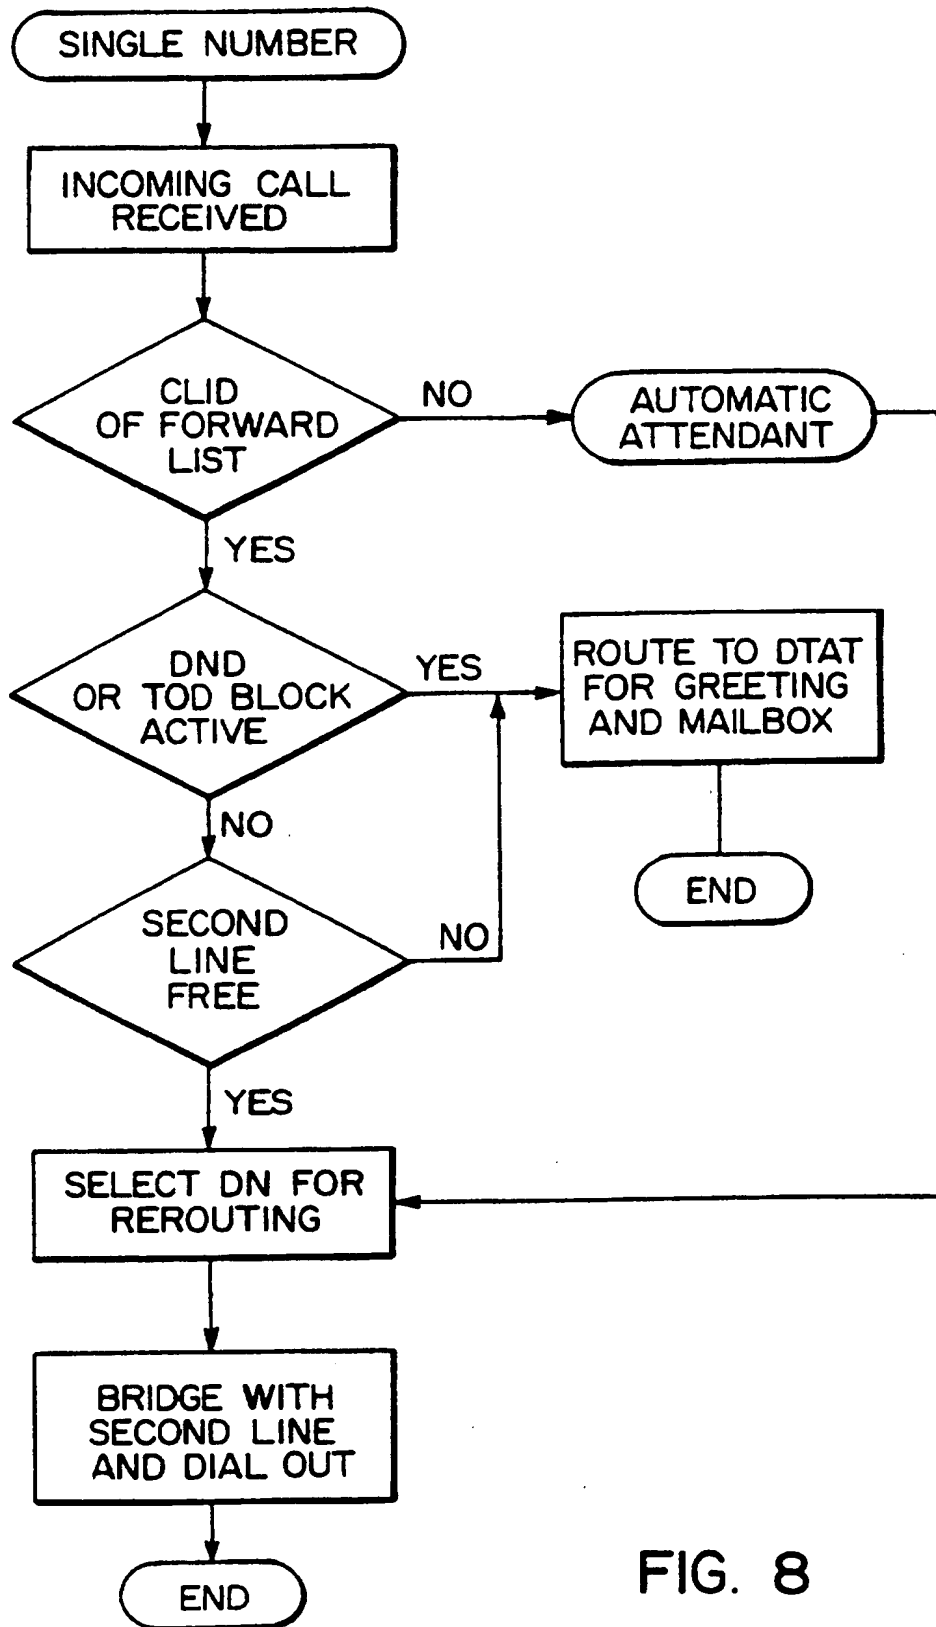 SINGLE NUMBER
INCOMING CALL
RECEIVED
CLID
OF FORWARD
LIST
NO
AUTOMATIC
ATTENDANT
YES
DND
OR TOD BLOCK
ACTIVE
YES
ROUTE TO DTAT
FOR GREETING
AND MAILBOX
NO
END
SECOND
LINE
FREE
NO
YES
SELECT DN FOR
REROUTING
BRIDGE WITH
SECOND LINE
AND DIAL OUT
END
FIG. 8